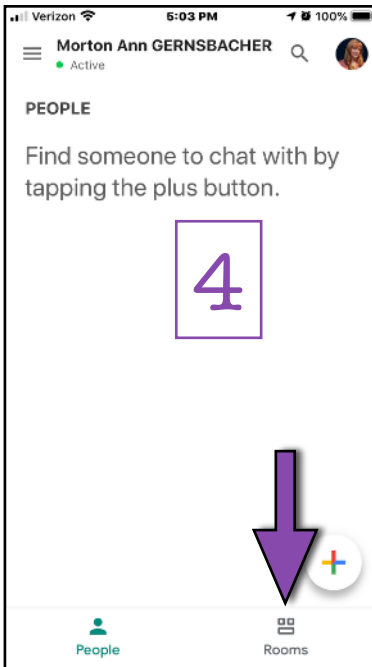 Verizon 5:03 PM 100%
Morton Ann GERNSBACHER
Active
PEOPLE
Find someone to chat with by
tapping the plus button.
4
People Rooms